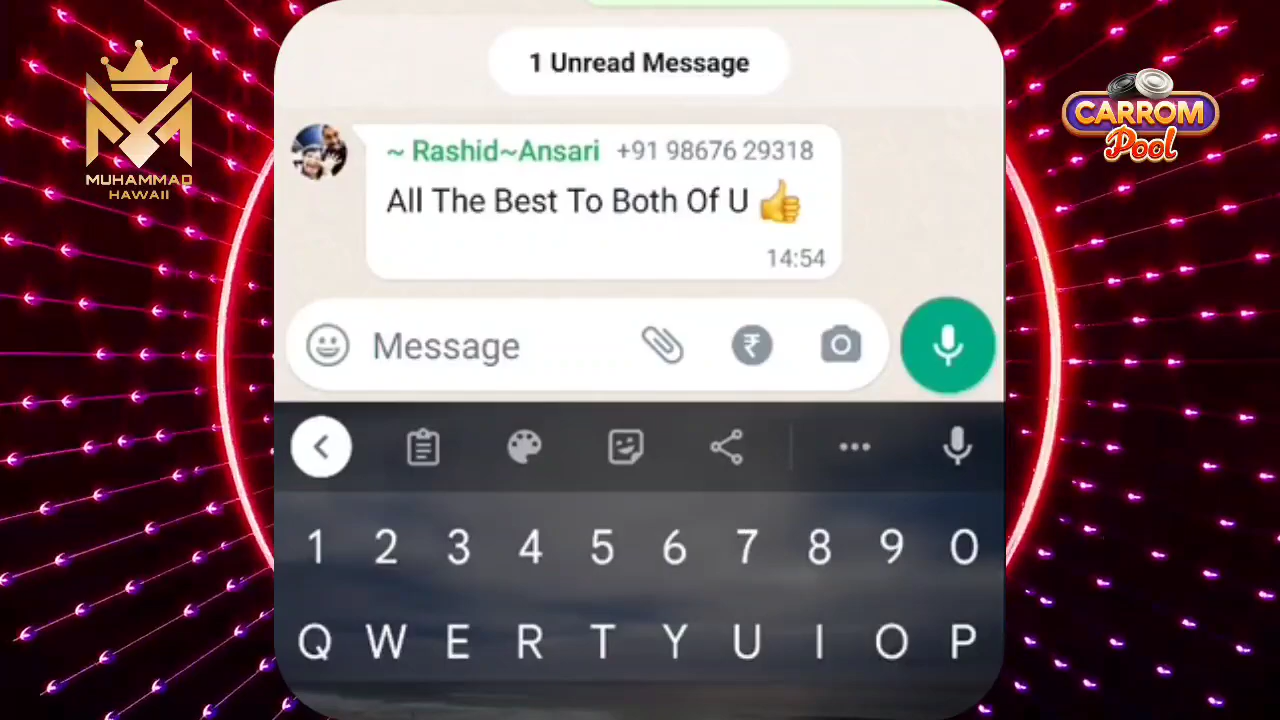 1 Unread Message
MUHAMMAD
HAWAII
CARROM
Pool
~ Rashid~Ansari +91 98676 29318
All The Best To Both Of U 👍
14:54
Message
1 2 3 4 5 6 7 8 9 0
Q W E R T Y U I O P